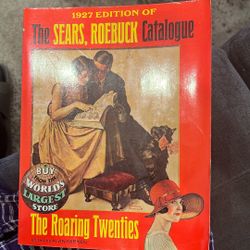 1927 EDITION OF
The SEARS, ROEBUCK Catalogue
BUY
WORLD'S
LARGEST
STORE
The Roaring Twenties